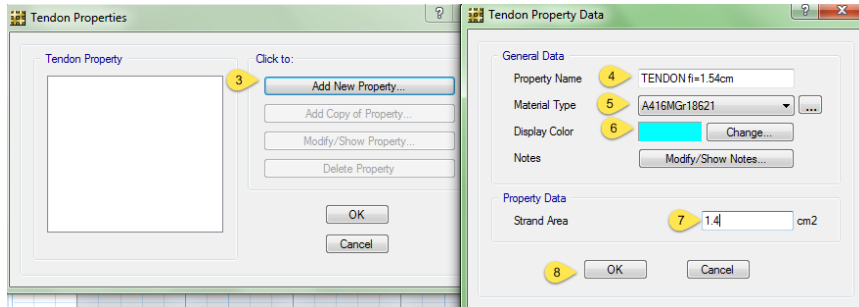 Tendon Properties
?
Tendon Property
Click to:
3
Add New Property...
Add Copy of Property...
Modify/Show Property...
Delete Property
OK
Cancel
Tendon Property Data
?
X
General Data
Property Name
4
TENDON fi=1.54cm
Material Type
5
A416MGr18621
...
Display Color
6
Change...
Notes
Modify/Show Notes...
Property Data
Strand Area
7
1.4
cm2
8
OK
Cancel